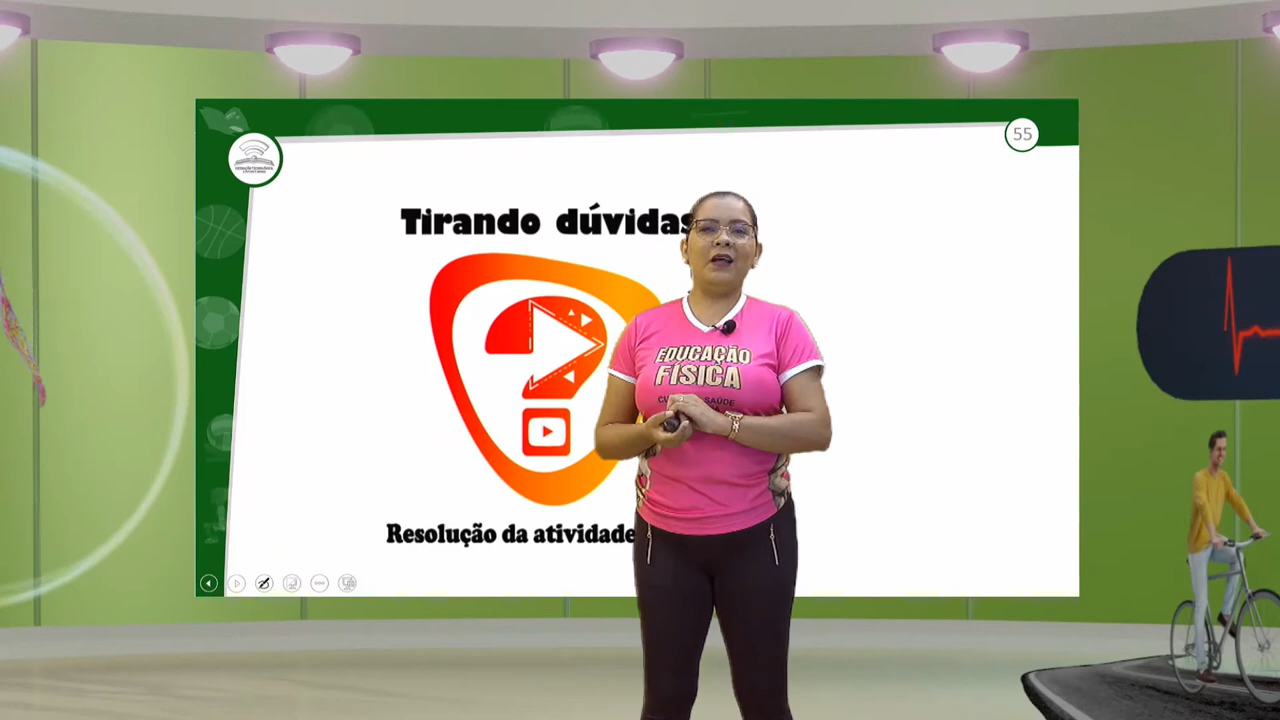 55
Tirando dúvidas
Resolução da atividade
EDUCAÇÃO
FÍSICA